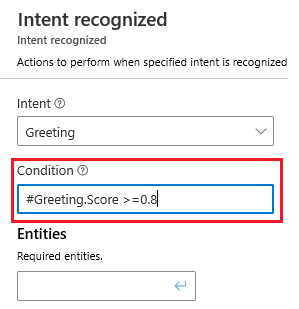 Intent recognized
Intent recognized
Actions to perform when specified intent is recognized
Intent
Greeting
Condition
#Greeting.Score >=0.8
Entities
Required entities.